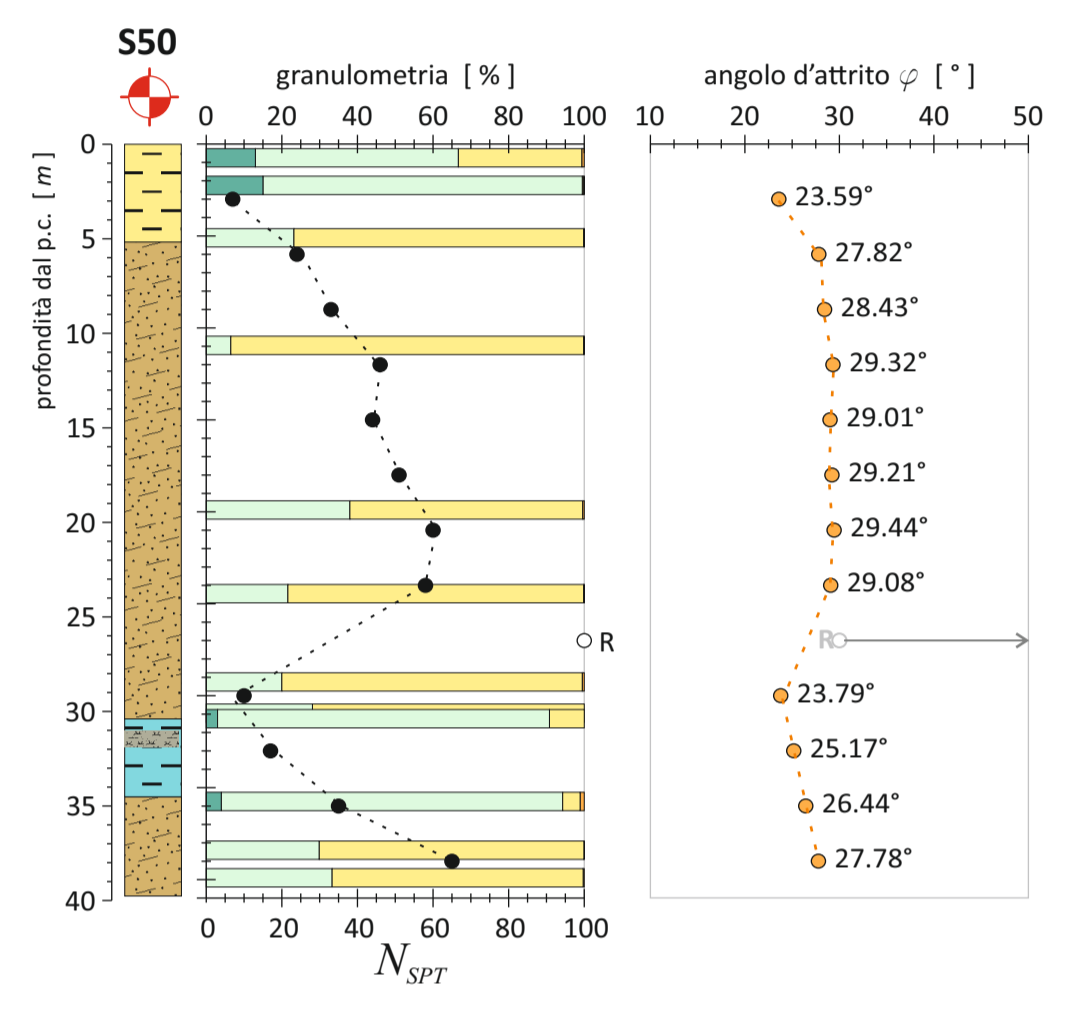 S50
granulometria [ % ]
angolo d'attrito φ [ ° ]
0 20 40 60 80 100
10 20 30 40 50
profondità dal p.c. [ m ]
0
5
10
15
20
25
30
35
40
23.59°
27.82°
28.43°
29.32°
29.01°
29.21°
29.44°
29.08°
R
R
23.79°
25.17°
26.44°
27.78°
0 20 40 60 80 100
N SPT